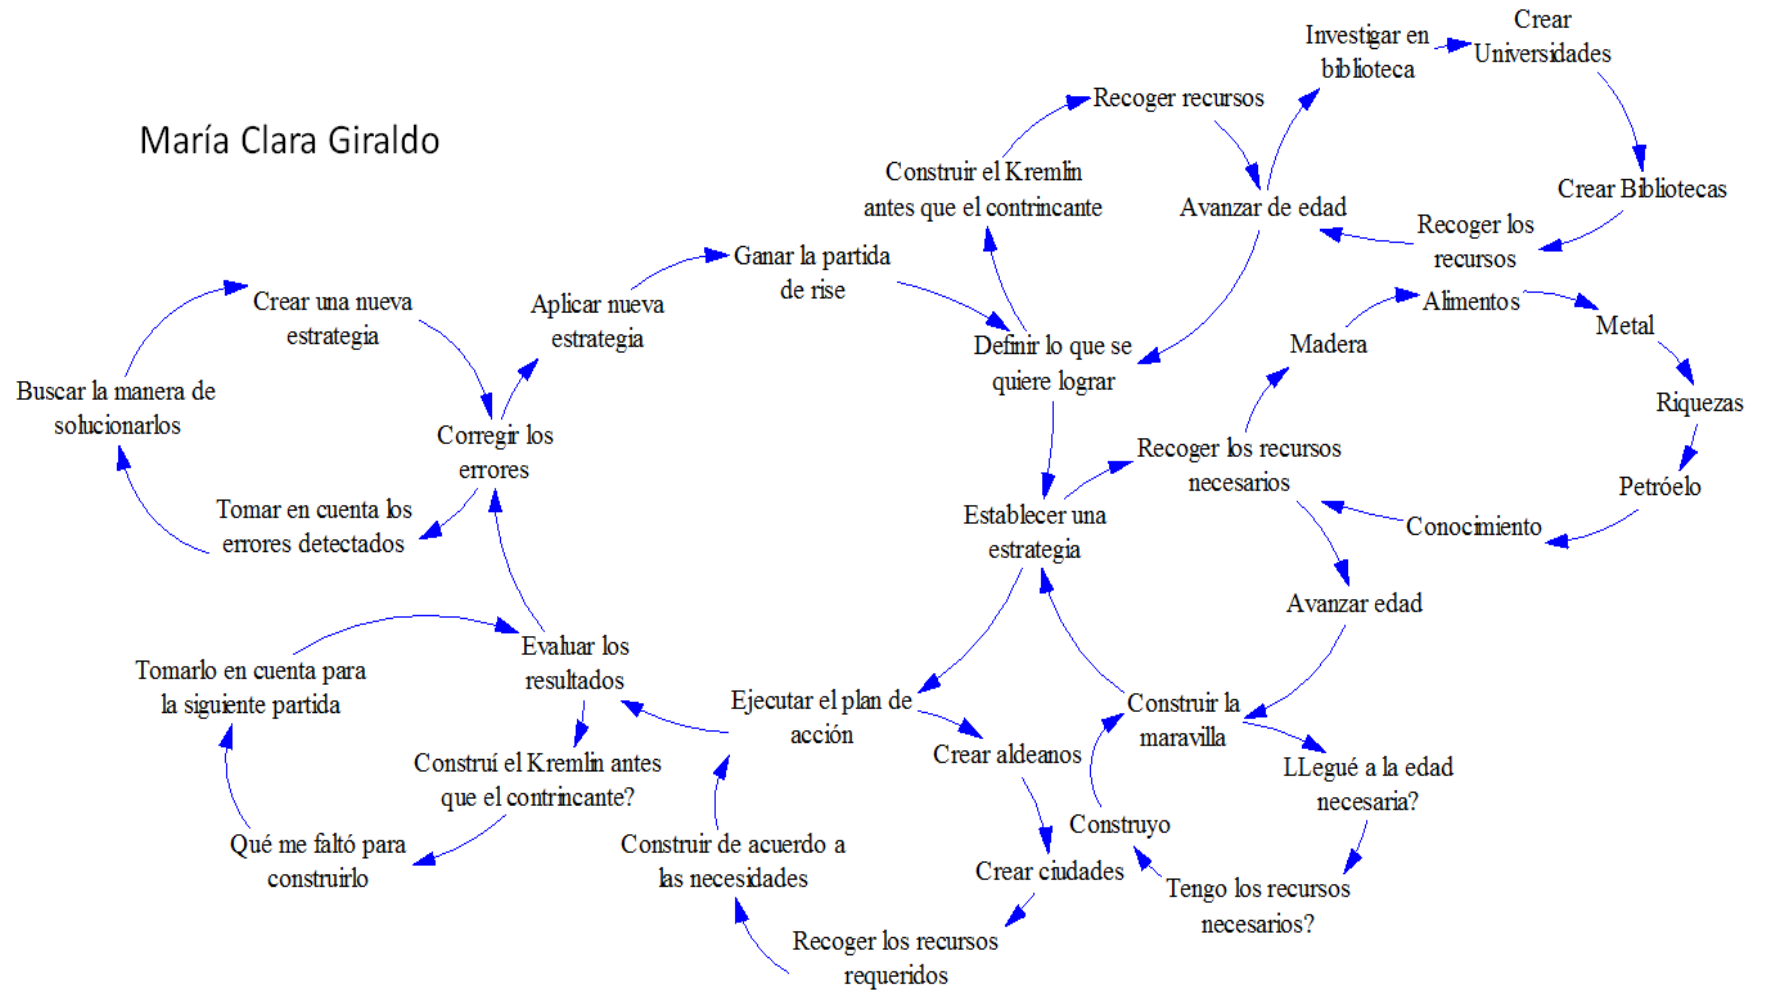 María Clara Giraldo
Crear
Universidades
Investigar en
biblioteca
Recoger recursos
Construir el Kremlin
antes que el contrincante
Avanzar de edad
Crear Bibliotecas
Recoger los
recursos
Ganar la partida
de rise
Crear una nueva
estrategia
Aplicar nueva
estrategia
Definir lo que se
quiere lograr
Madera
Alimentos
Metal
Riquezas
Petróelo
Conocimiento
Recoger los recursos
necesarios
Buscar la manera de
solucionarlos
Corregir los
errores
Tomar en cuenta los
errores detectados
Establecer una
estrategia
Avanzar edad
Evaluar los
resultados
Tomarlo en cuenta para
la siguiente partida
Ejecutar el plan de
acción
Construir la
maravilla
Construí el Kremlin antes
que el contrincante?
Crear aldeanos
LLegué a la edad
necesaria?
Qué me faltó para
construirlo
Construir de acuerdo a
las necesidades
Construyo
Crear ciudades
Tengo los recursos
necesarios?
Recoger los recursos
requeridos